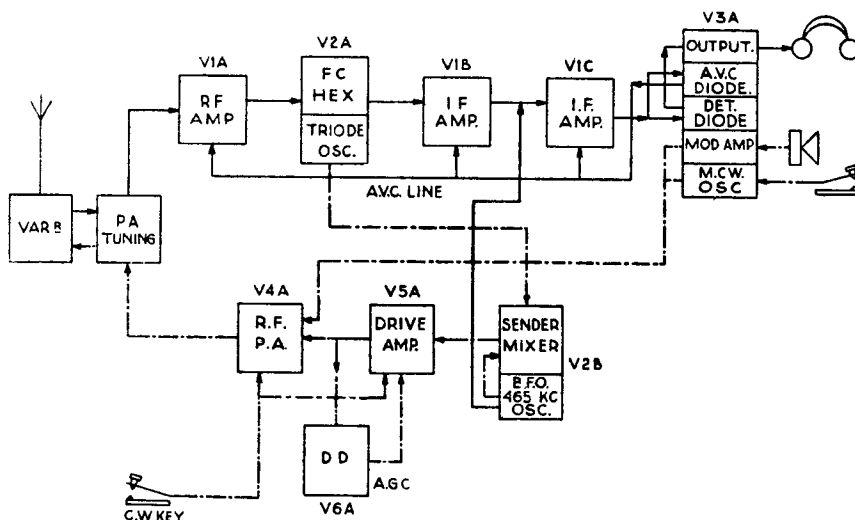 V3A
OUTPUT.
A.V.C
DIODE.
DET.
DIODE
MOD AMP
M.C.W.
OSC
V2A
FC
HEX
TRIODE
OSC.
V1A
RF
AMP
V1B
IF
AMP.
V1C
I.F.
AMP.
A.V.C. LINE
VAR B
PA
TUNING
V4A
R.F.
P.A.
V5A
DRIVE
AMP.
SENDER
MIXER
V2B
B.F.O.
465 KC
OSC.
D D
V6A
A.G C
C.W KEY